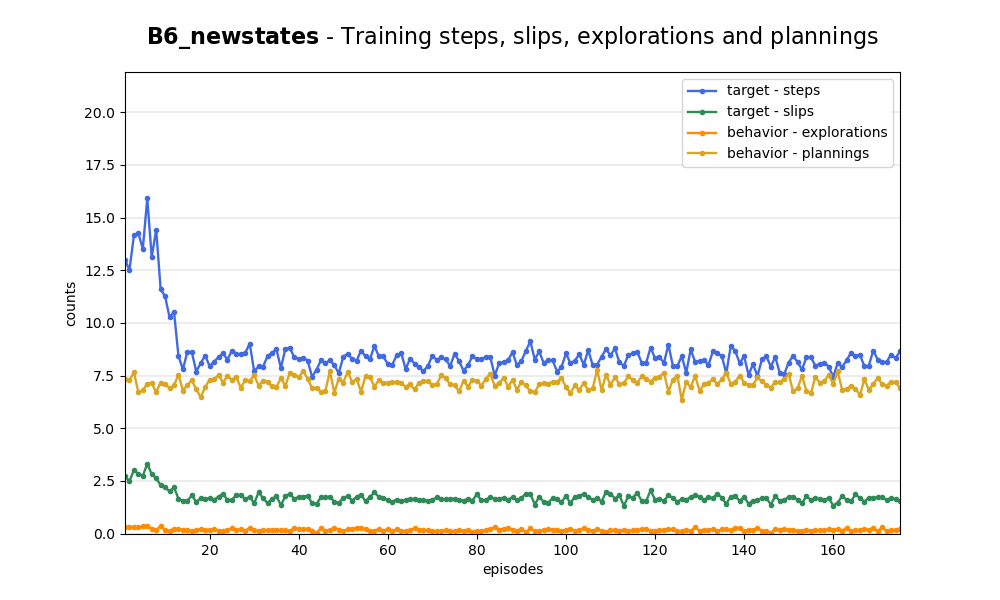 B6_newstates - Training steps, slips, explorations and plannings
target - steps
target - slips
behavior - explorations
behavior - plannings
counts
20.0
17.5
15.0
12.5
10.0
7.5
5.0
2.5
0.0
20 40 60 80 100 120 140 160
episodes